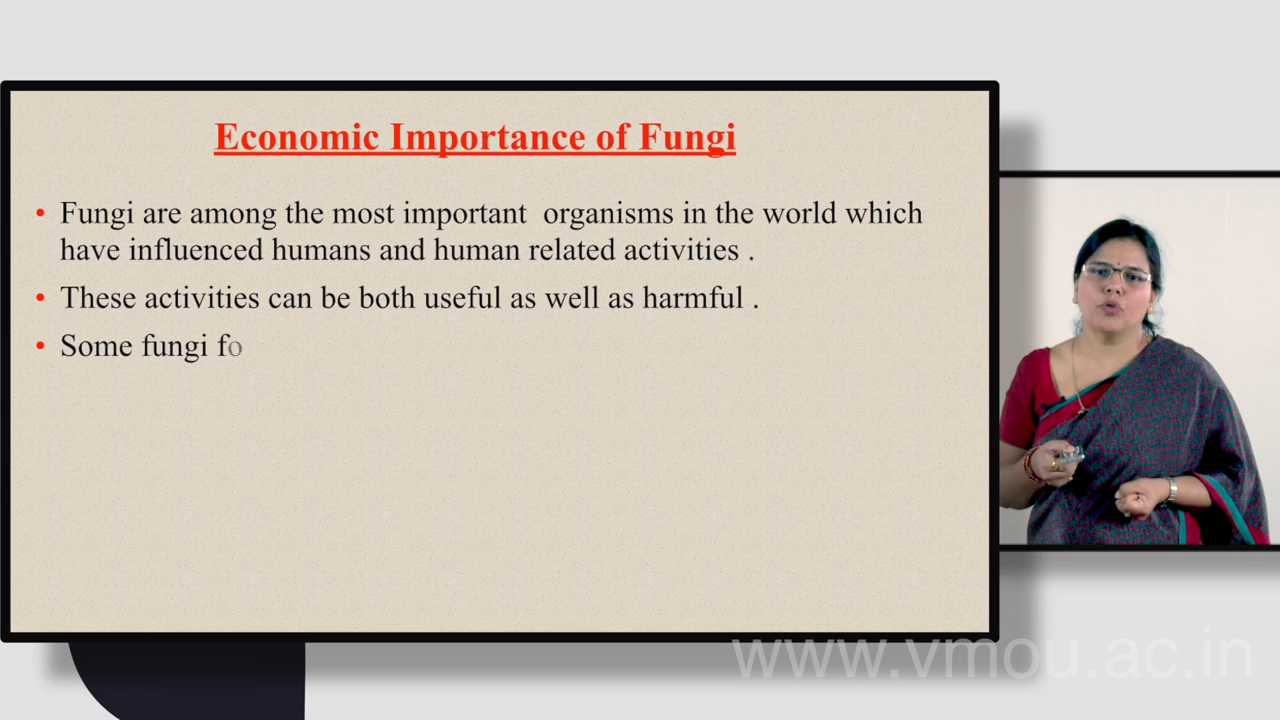 Economic Importance of Fungi
• Fungi are among the most important organisms in the world which
have influenced humans and human related activities .
• These activities can be both useful as well as harmful .
• Some fungi fo
www.vmou.ac.in